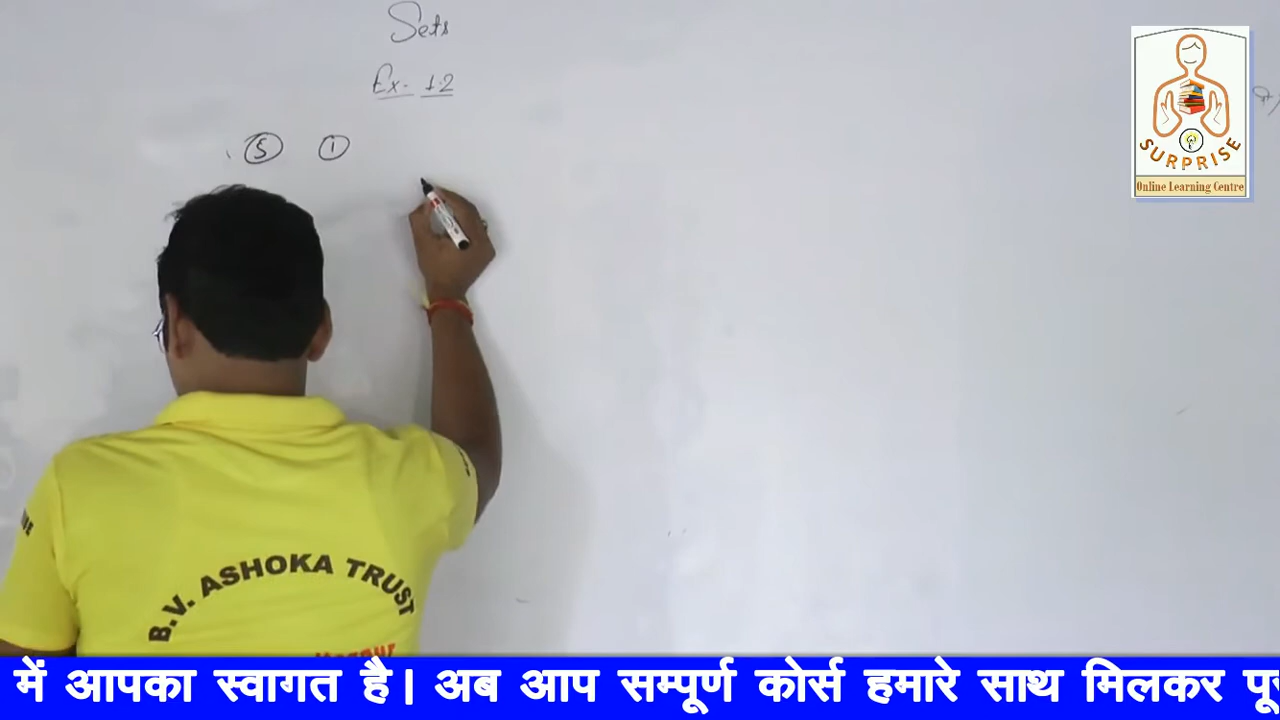 Sets
Ex- 1.2
5 1
SURPRISE
Online Learning Centre
B.V. ASHOKA TRUST
में आपका स्वागत है| अब आप सम्पूर्ण कोर्स हमारे साथ मिलकर